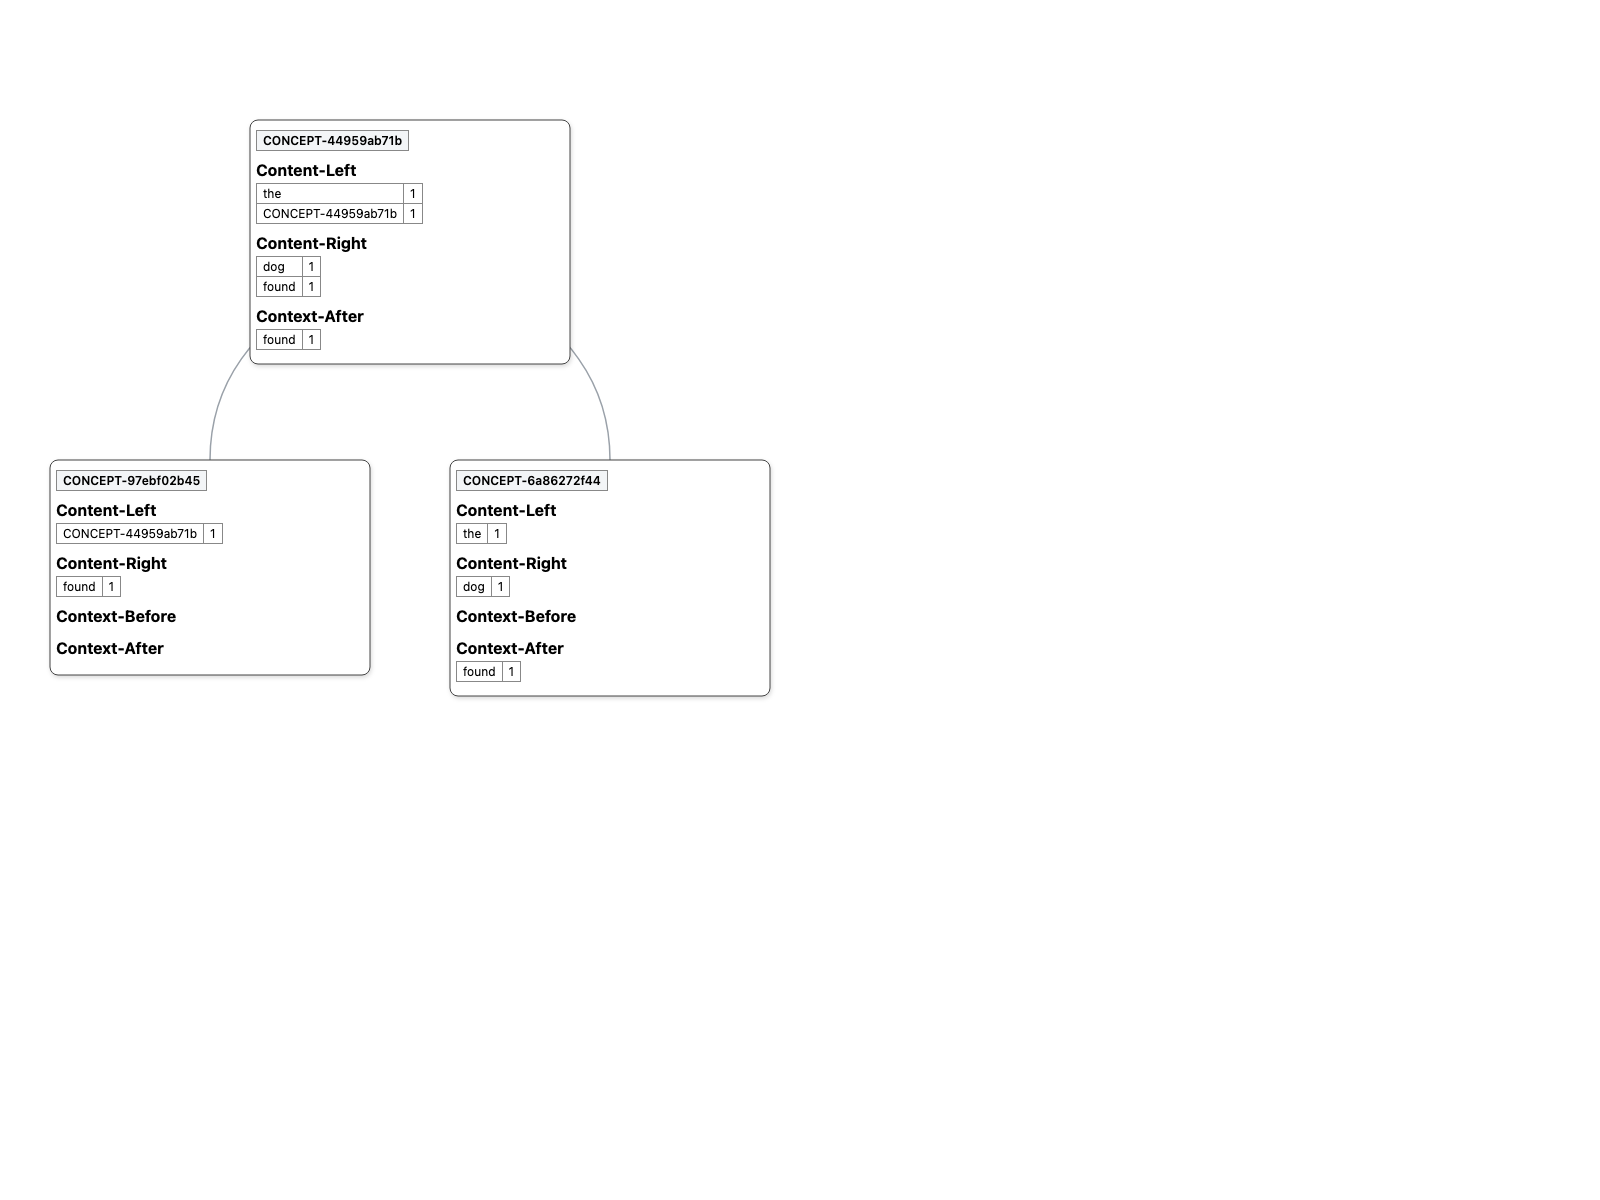 CONCEPT-44959ab71b
Content-Left
the 1
CONCEPT-44959ab71b 1
Content-Right
dog 1
found 1
Context-After
found 1
CONCEPT-97ebf02b45
Content-Left
CONCEPT-44959ab71b 1
Content-Right
found 1
Context-Before
Context-After
CONCEPT-6a86272f44
Content-Left
the 1
Content-Right
dog 1
Context-Before
Context-After
found 1